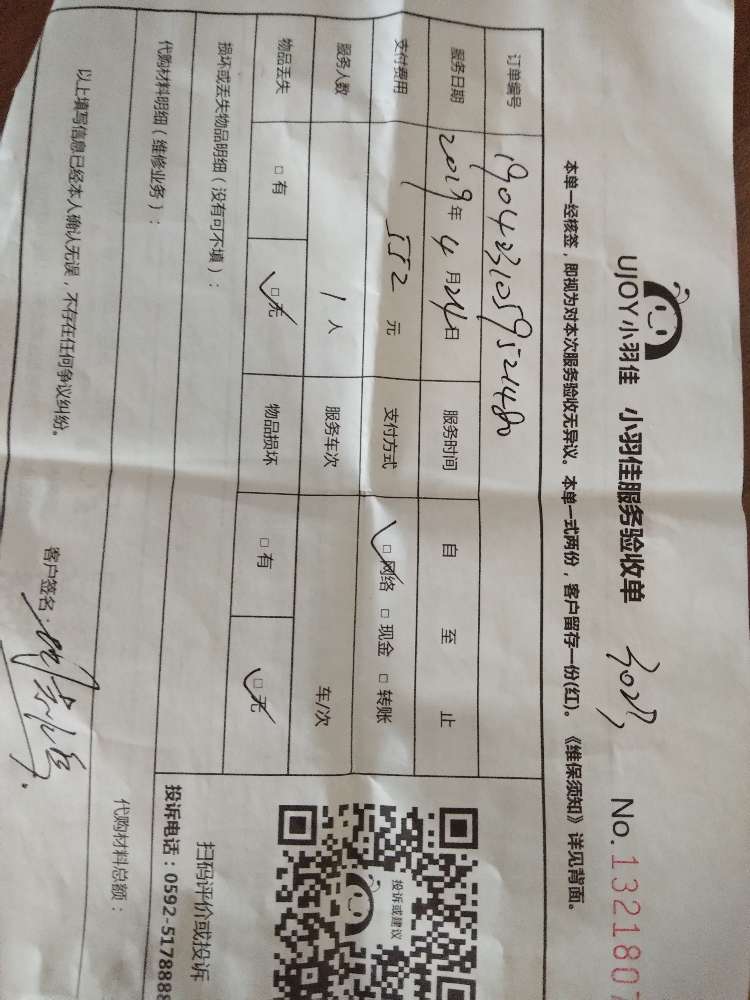 UJOY小羽佳 小羽佳服务验收单 No.1321807
本单一经核签，即视为对本次服务验收无异议。本单一式两份，客户留存一份(红)。《维保须知》详见背面。
订单编号 1904231059521480
服务日期 2019年4月24日 服务时间 自 至 止
支付费用 552元 支付方式 □网络 □现金 □转账
服务人数 1人 服务车次 车/次
物品丢失 □有 □无 物品损坏 □有 □无
损坏或丢失物品明细（没有可不填）：
代购材料明细（维修业务）：
代购材料总额：
以上填写信息已经本人确认无误，不存在任何争议纠纷。
客户签名：
投诉或建议
扫码评价或投诉
投诉电话：0592-5178888